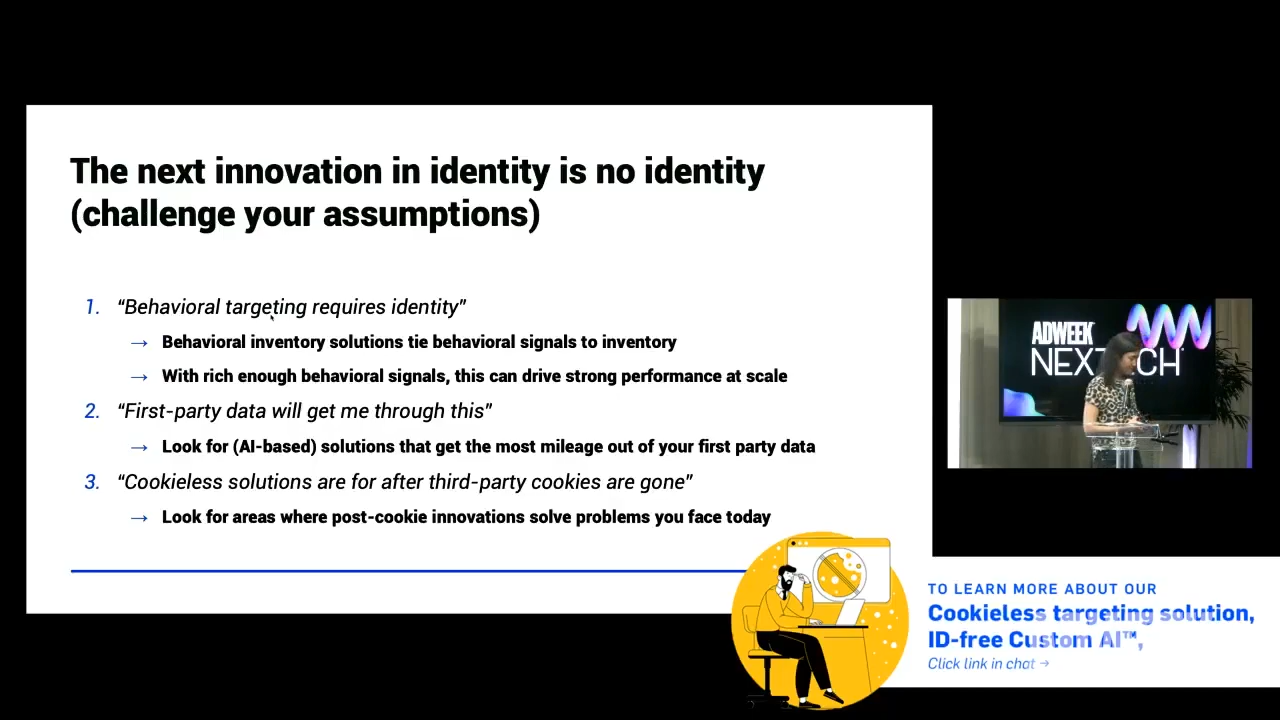 The next innovation in identity is no identity
(challenge your assumptions)
1. “Behavioral targeting requires identity”
→ Behavioral inventory solutions tie behavioral signals to inventory
→ With rich enough behavioral signals, this can drive strong performance at scale
2. “First-party data will get me through this”
→ Look for (AI-based) solutions that get the most mileage out of your first party data
3. “Cookieless solutions are for after third-party cookies are gone”
→ Look for areas where post-cookie innovations solve problems you face today
ADWEEK
TO LEARN MORE ABOUT OUR
Cookieless targeting solution,
ID-free Custom AI™,
Click link in chat →